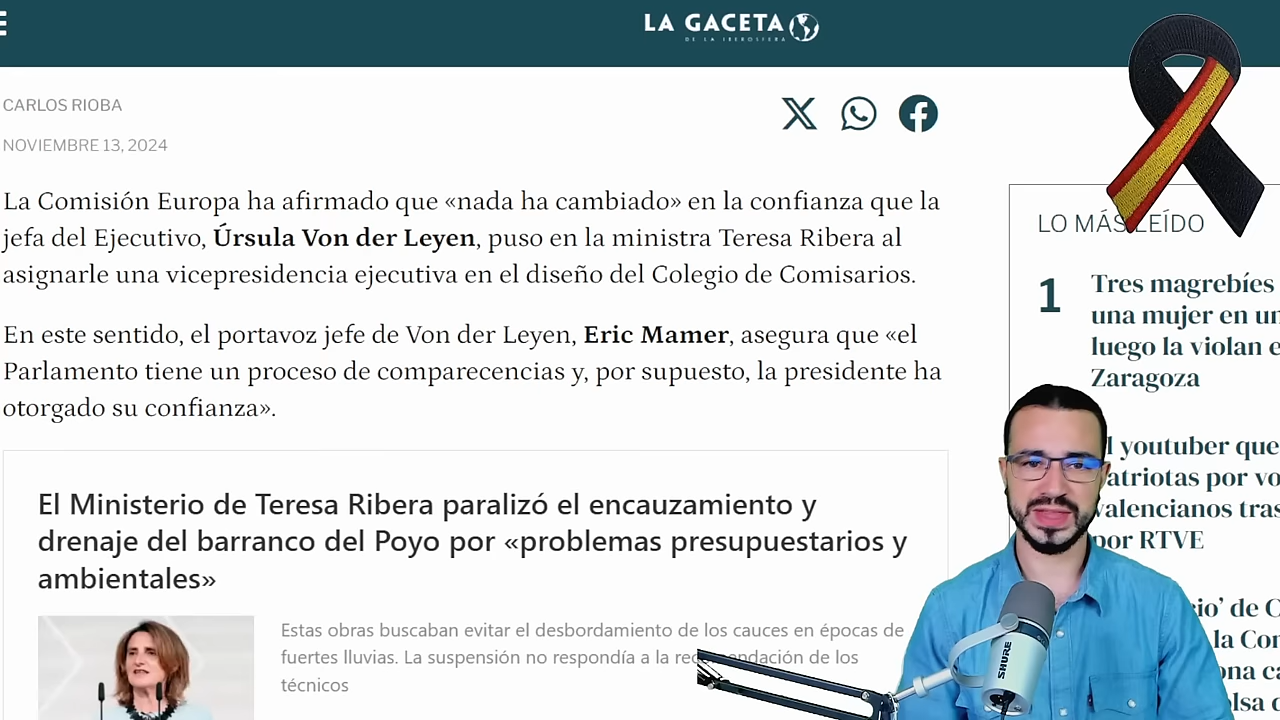 LA GACETA
DE LA IBEROSFERA
CARLOS RIOBA
NOVIEMBRE 13, 2024
La Comisión Europa ha afirmado que «nada ha cambiado» en la confianza que la
jefa del Ejecutivo, Úrsula Von der Leyen, puso en la ministra Teresa Ribera al
asignarle una vicepresidencia ejecutiva en el diseño del Colegio de Comisarios.
En este sentido, el portavoz jefe de Von der Leyen, Eric Mamer, asegura que «el
Parlamento tiene un proceso de comparecencias y, por supuesto, la presidente ha
otorgado su confianza».
El Ministerio de Teresa Ribera paralizó el encauzamiento y
drenaje del barranco del Poyo por «problemas presupuestarios y
ambientales»
Estas obras buscaban evitar el desbordamiento de los cauces en épocas de
fuertes lluvias. La suspensión no respondía a la recomendación de los
técnicos
LO MÁS LEÍDO
1
Tres magrebíes
una mujer en un
luego la violan e
Zaragoza
youtuber que
por vo
valencianos tras
por RTVE
de C
la Con
SHURE